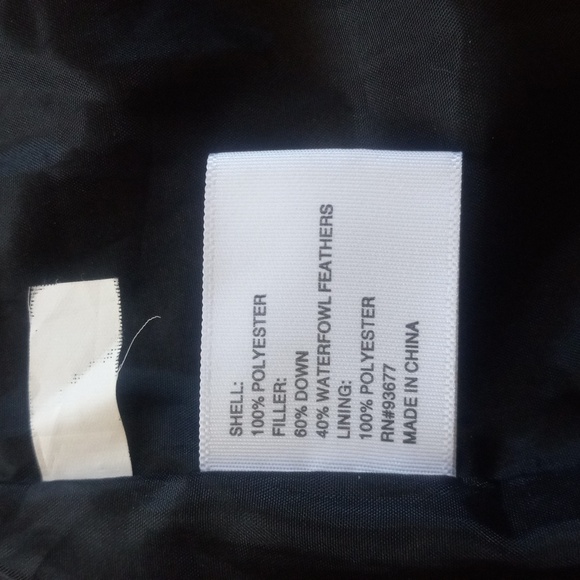 SHELL:
100% POLYESTER
FILLER:
60% DOWN
40% WATERFOWL FEATHERS
LINING:
100% POLYESTER
RN#93677
MADE IN CHINA